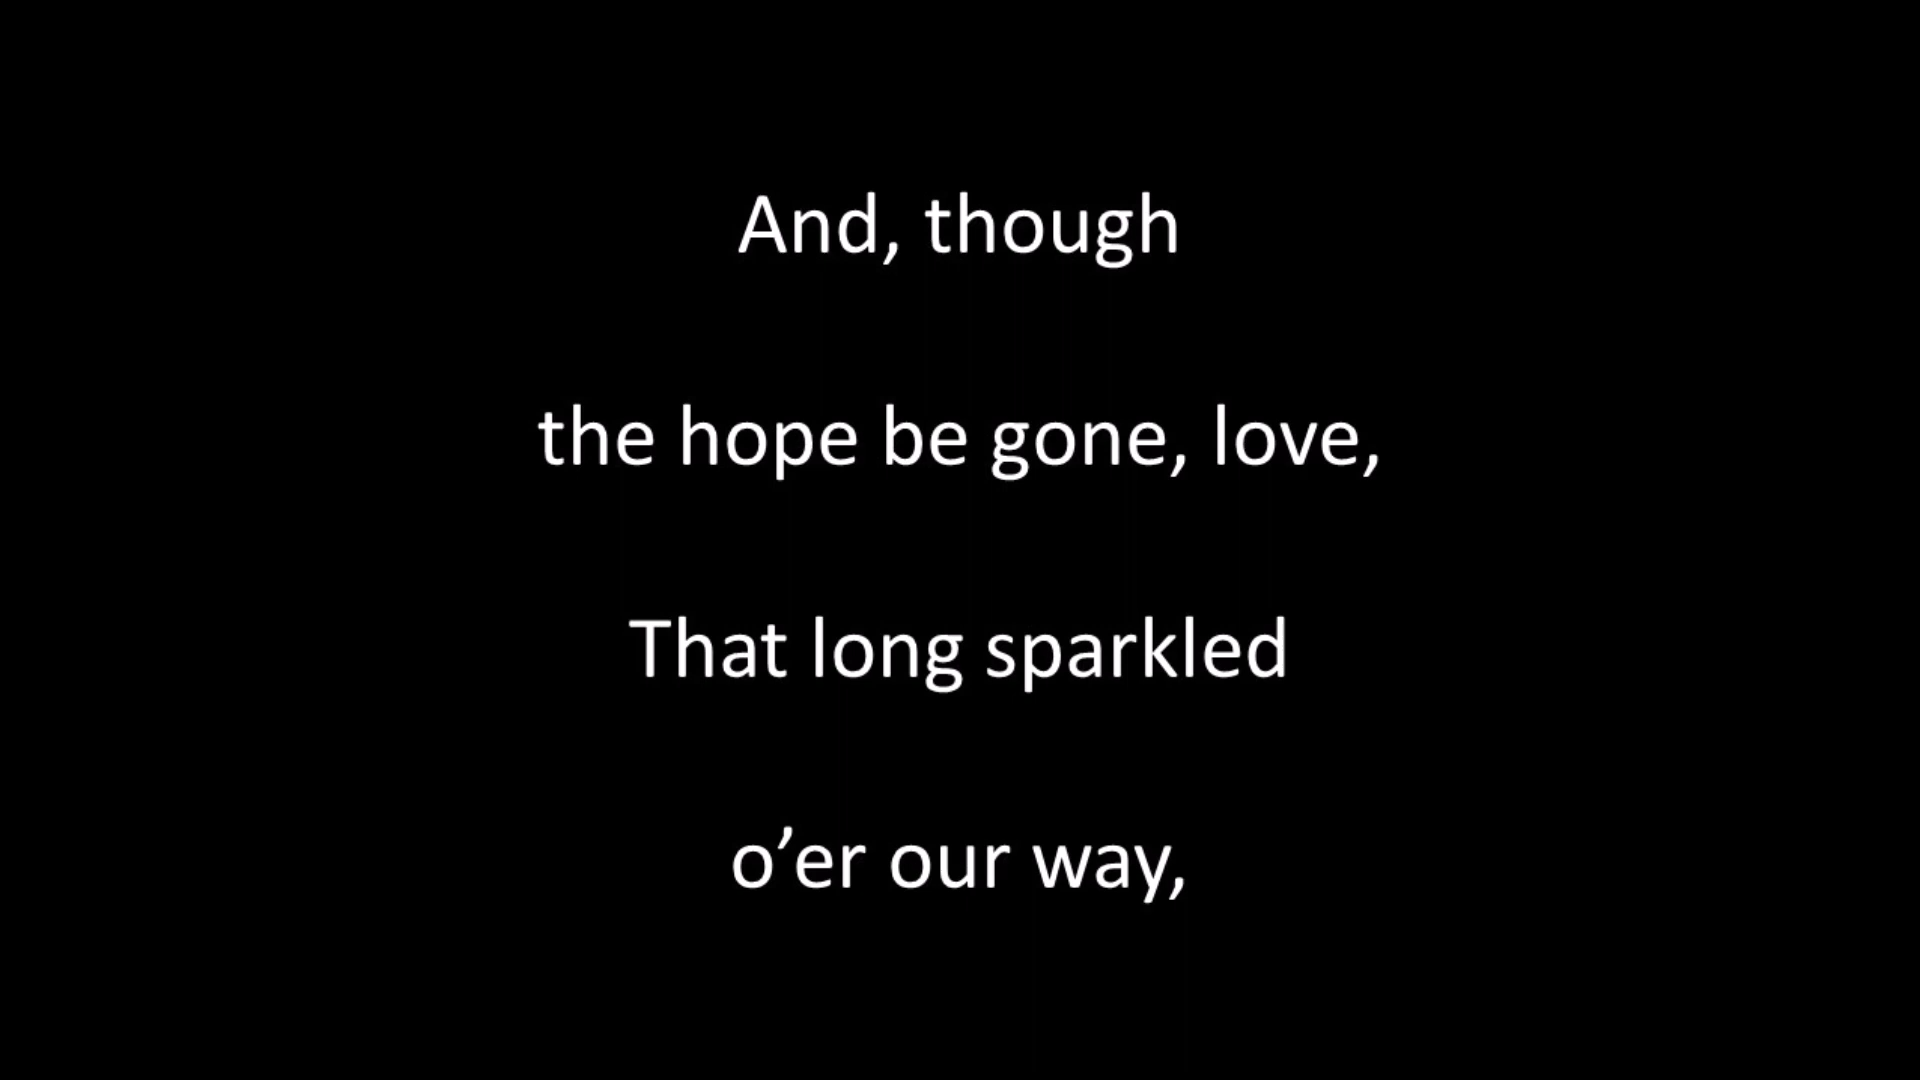 And, though
the hope be gone, love,
That long sparkled
o’er our way,